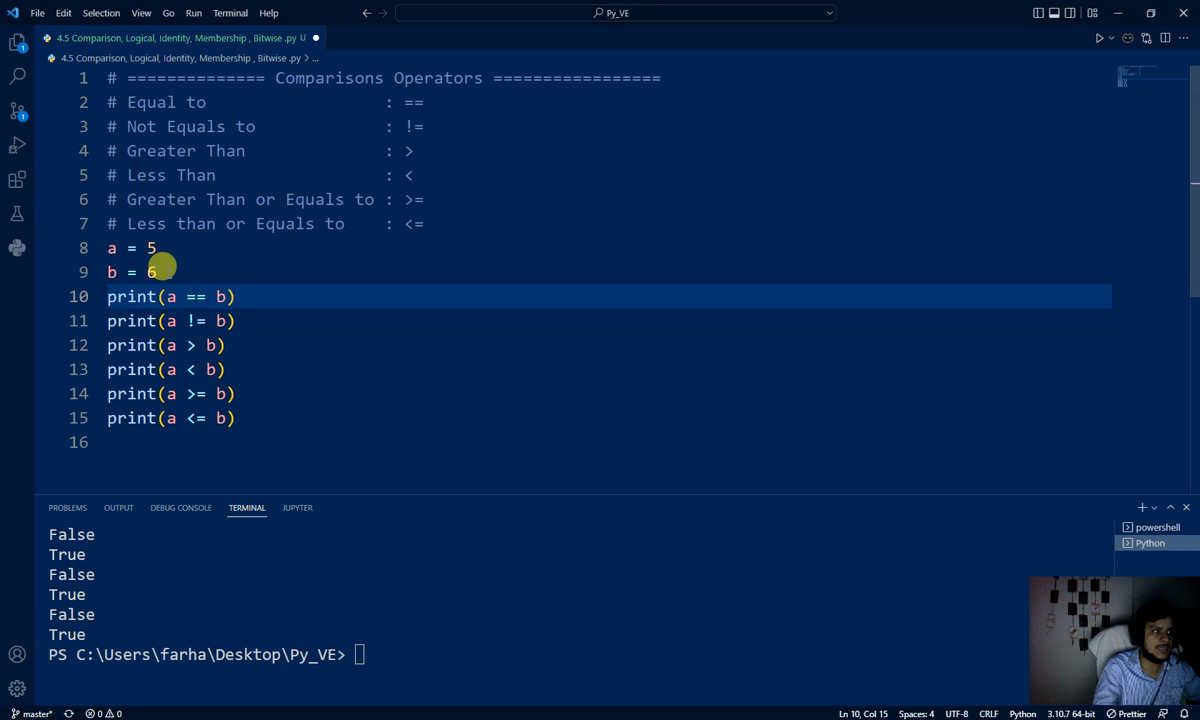 File Edit Selection View Go Run Terminal Help
Py_VE
4.5 Comparison, Logical, Identity, Membership , Bitwise .py U
4.5 Comparison, Logical, Identity, Membership , Bitwise .py > ...
1 # ============== Comparisons Operators =================
2 # Equal to : ==
3 # Not Equals to : !=
4 # Greater Than : >
5 # Less Than : <
6 # Greater Than or Equals to : >=
7 # Less than or Equals to : <=
8 a = 5
9 b = 6
10 print(a == b)
11 print(a != b)
12 print(a > b)
13 print(a < b)
14 print(a >= b)
15 print(a <= b)
16
PROBLEMS OUTPUT DEBUG CONSOLE TERMINAL JUPYTER
False
True
False
True
False
True
PS C:\Users\farha\Desktop\Py_VE>
powershell
Python
1
1
master* 0 0 Ln 10, Col 15 Spaces: 4 UTF-8 CRLF Python 3.10.7 64-bit Prettier